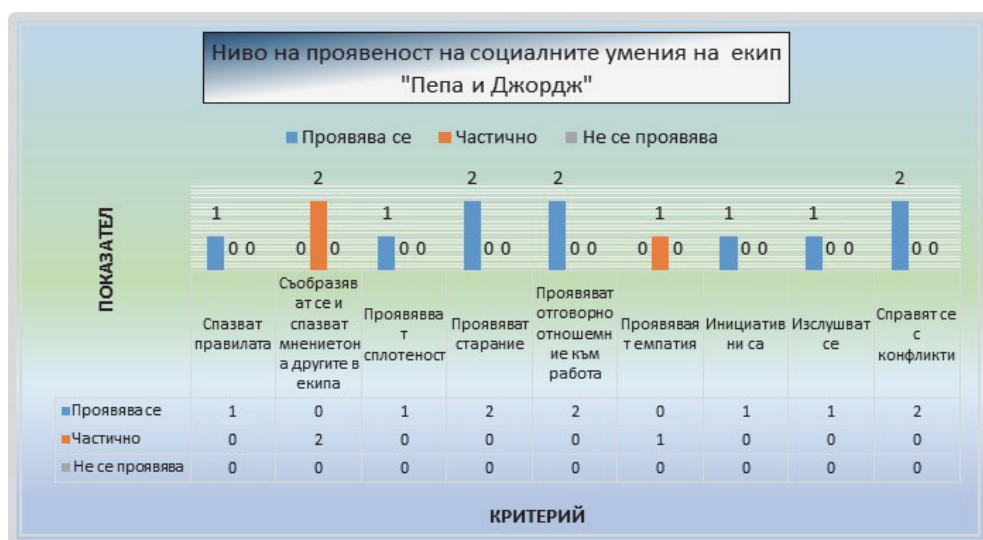 Ниво на проявеност на социалните умения на екип
"Пепа и Джордж"
Проявява се Частично Не се проявява
ПОКАЗАТЕЛ
1 0 0 0 2 0 1 0 0 2 0 0 2 0 0 0 1 0 1 0 0 1 0 0 2 0 0
Спазват
правилата
Съобразяв
ат се и
спазват
мнениетон
а другите в
екипа
Проявявва
т
сплотеност
Проявяват
старание
Проявяват
отговорно
отношемн
ие към
работа
Проявявая
т емпатия
Инициатив
ни са
Изслушват
се
Справят се
с
конфликти
Проявява се 1 0 1 2 2 0 1 1 2
Частично 0 2 0 0 0 1 0 0 0
Не се проявява 0 0 0 0 0 0 0 0 0
КРИТЕРИЙ